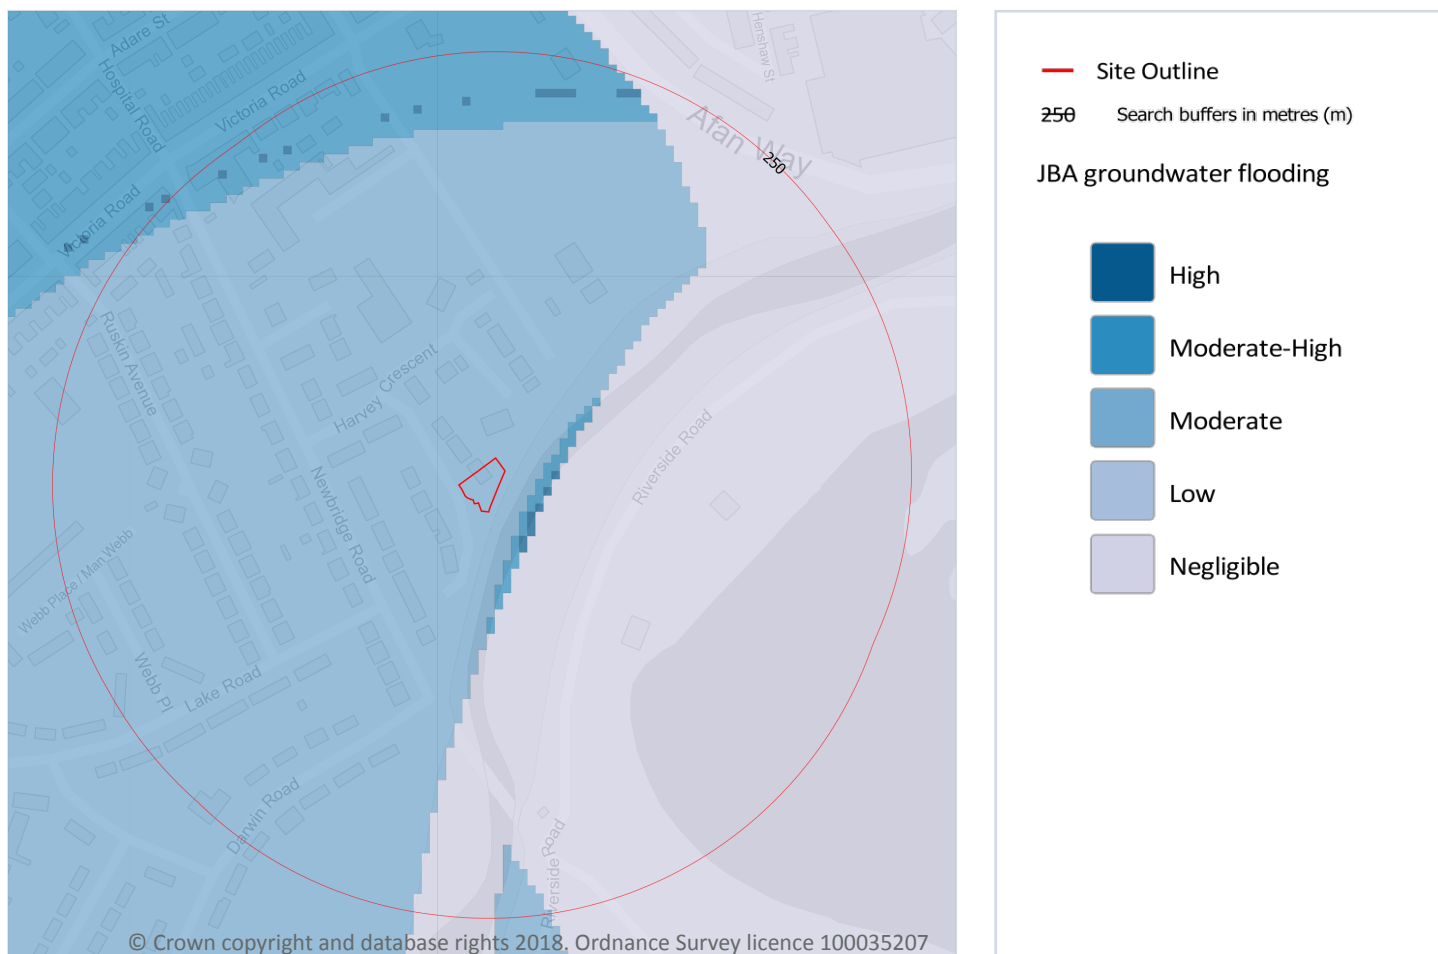 Adare St
Hospital Road
Victoria Road
Henshaw St
Afan Way
250
Victoria Road
Ruskin Avenue
Harvey Crescent
Riverside Road
Newbridge Road
Webb Place / Man Webb
Webb Pl
Lake Road
Darwin Road
Riverside Road
© Crown copyright and database rights 2018. Ordnance Survey licence 100035207
Site Outline
250 Search buffers in metres (m)
JBA groundwater flooding
High
Moderate-High
Moderate
Low
Negligible